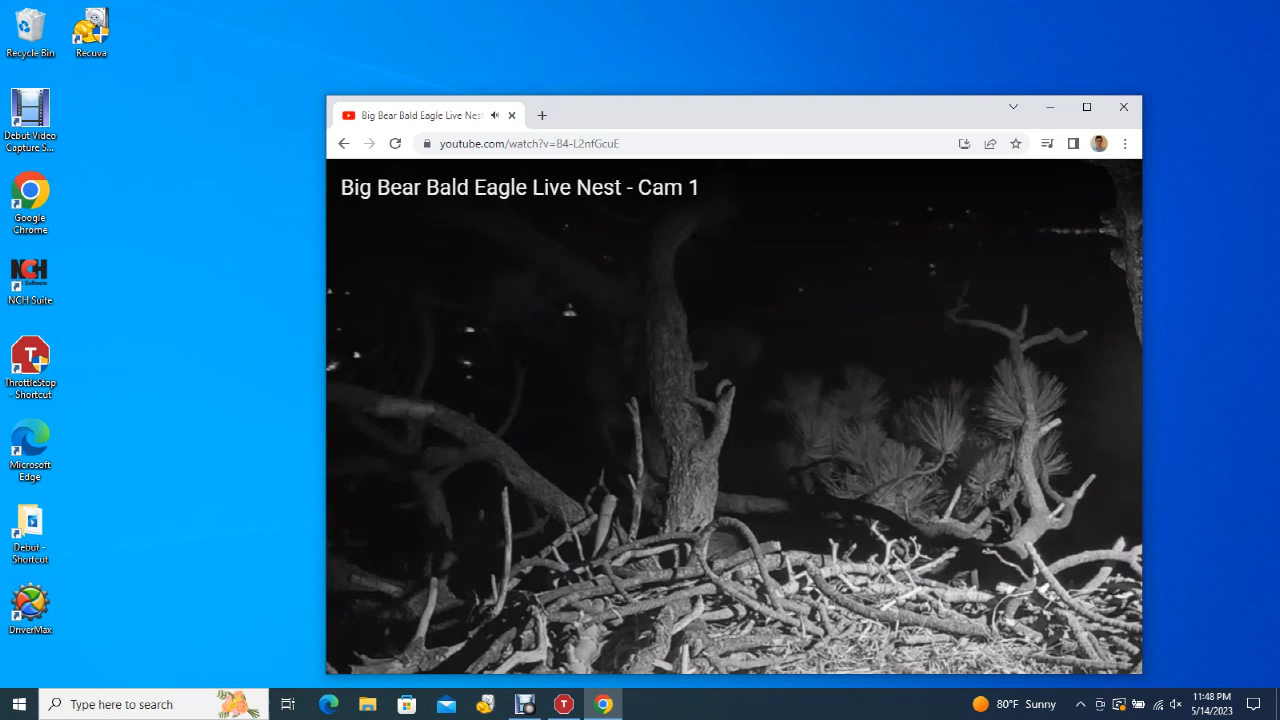 Recycle Bin
Recuva
Debut Video
Capture S...
Google
Chrome
NCH
Software
NCH Suite
T
ThrottleStop
- Shortcut
Microsoft
Edge
Debut -
Shortcut
DriverMax
Big Bear Bald Eagle Live Nest
youtube.com/watch?v=B4-L2nfGcuE
Big Bear Bald Eagle Live Nest - Cam 1
Type here to search
T
80°F Sunny
11:48 PM
5/14/2023